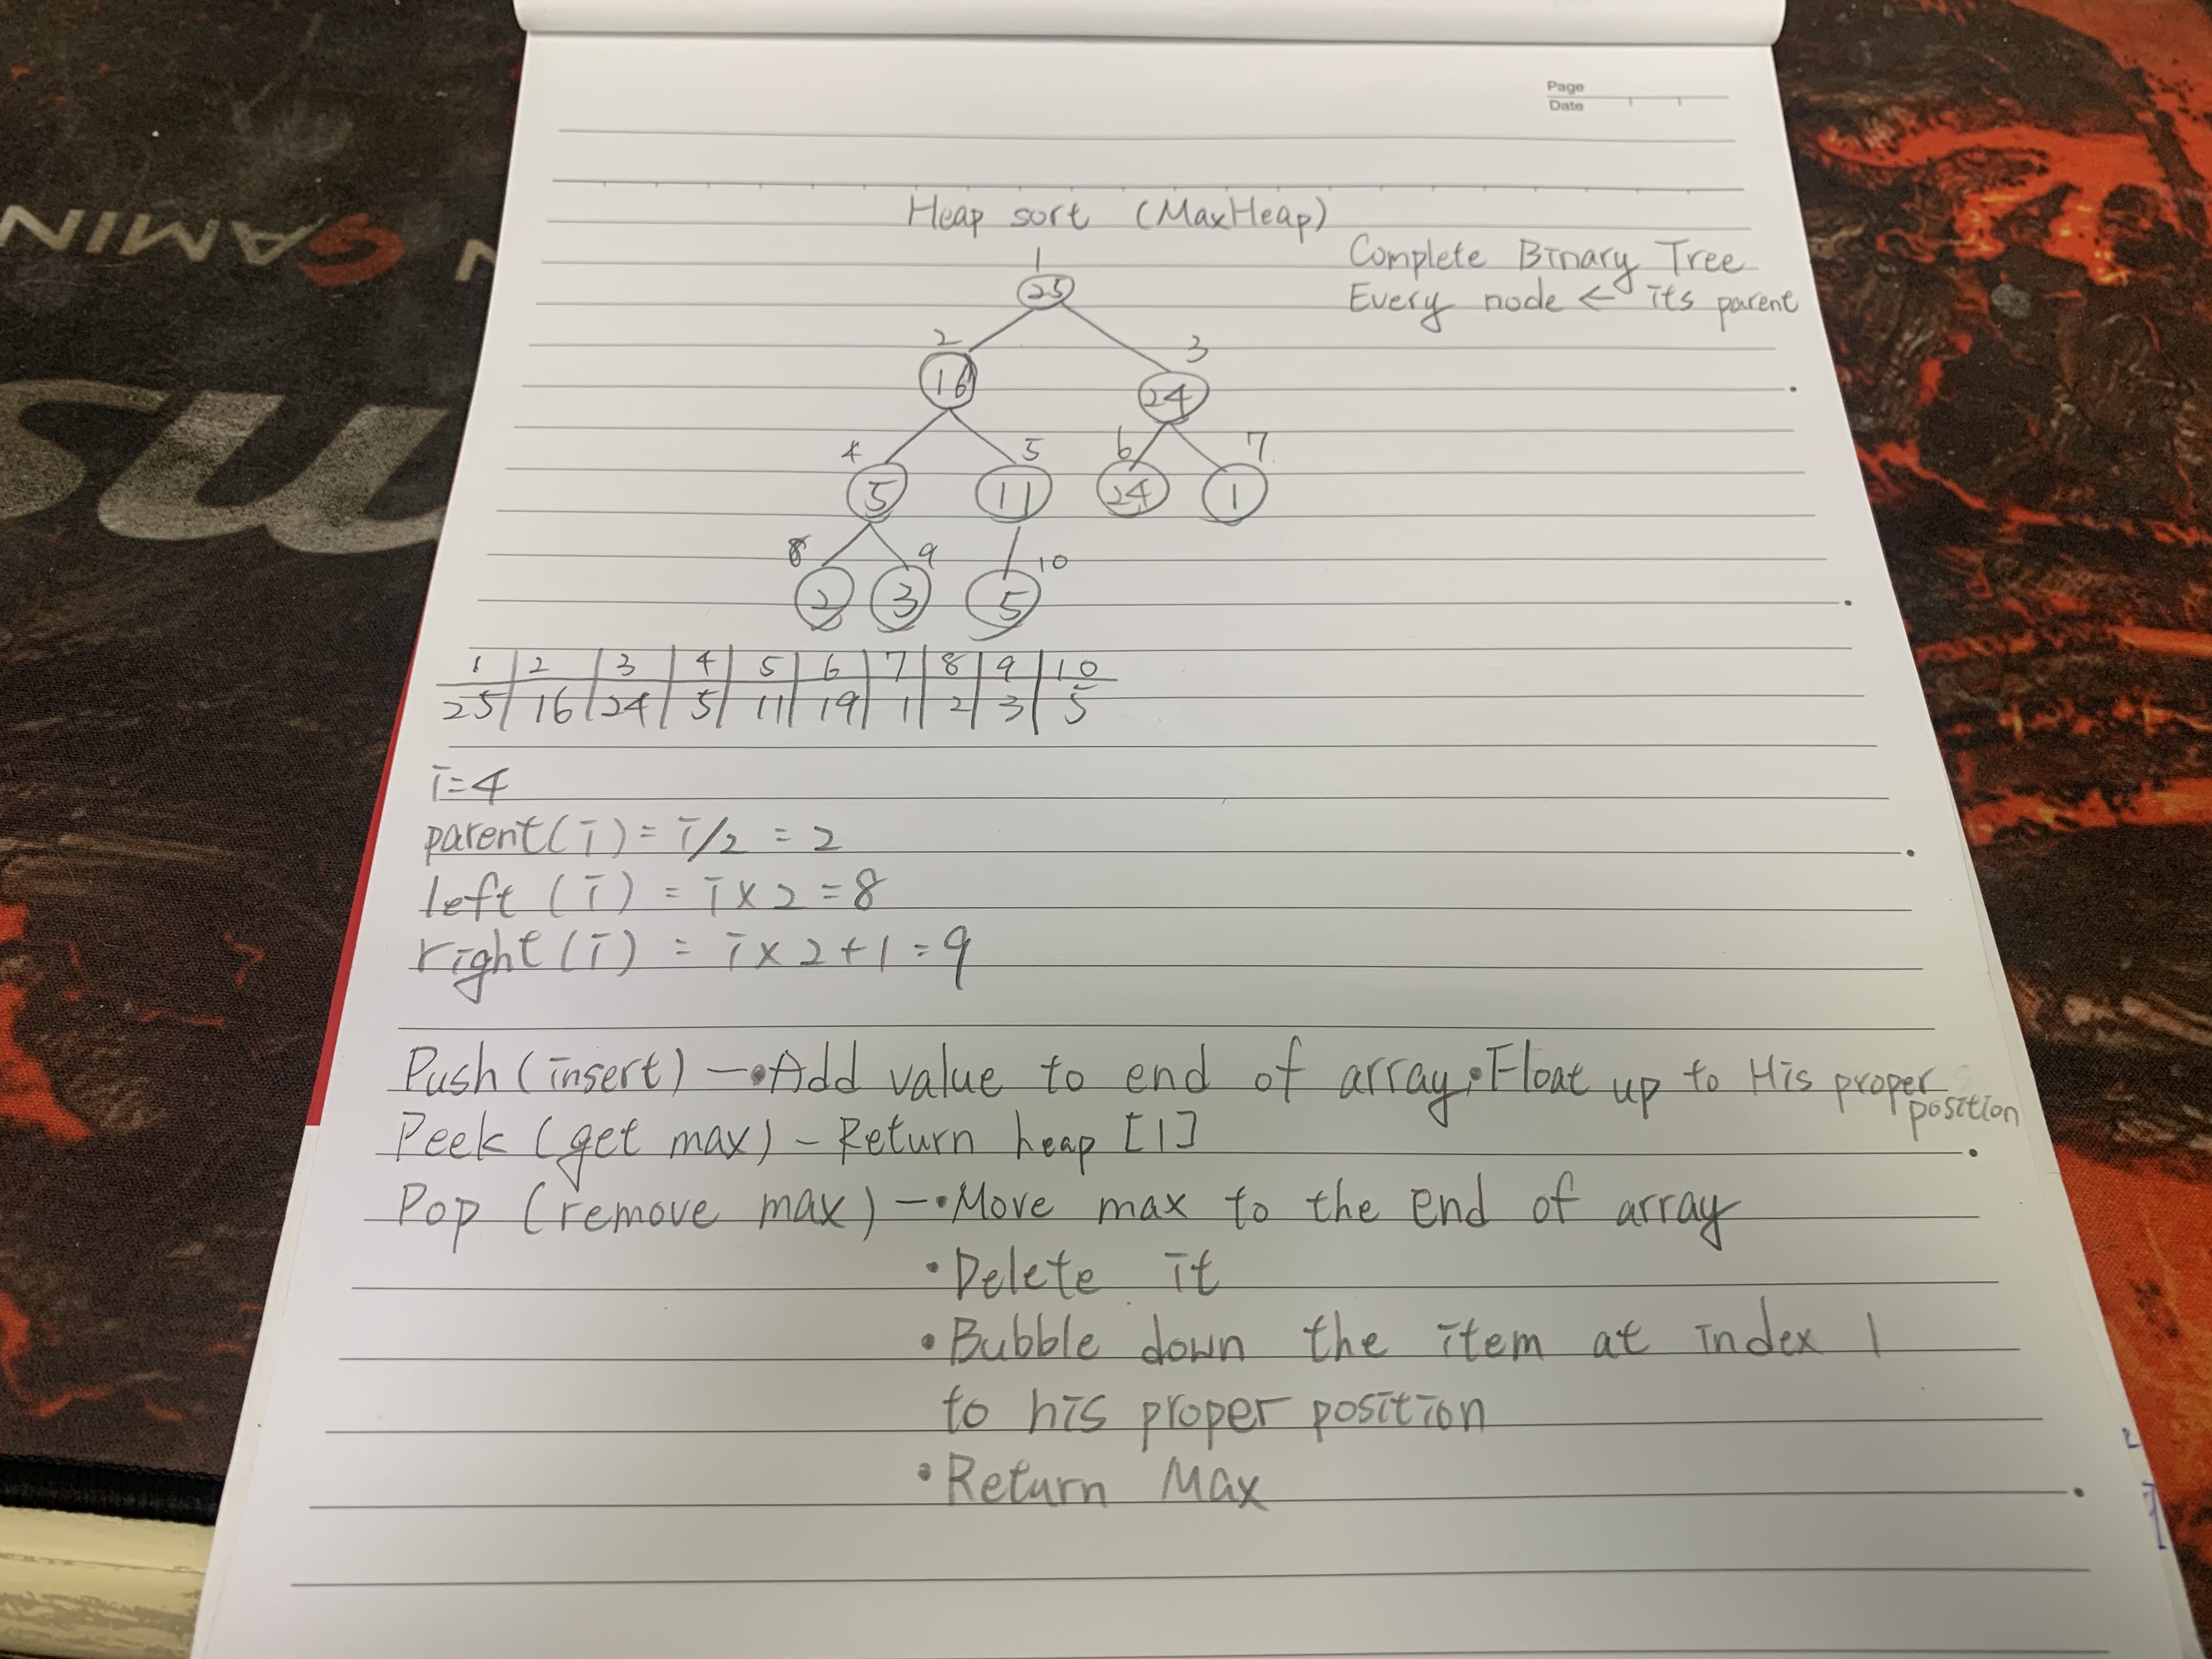 Page
Date
Heap sort (MaxHeap)
Complete Binary Tree
Every node <= its parent
1
25
2
3
16
24
4
5
6
7
5
11
24
1
8
9
10
2
3
5
1 | 2 | 3 | 4 | 5 | 6 | 7 | 8 | 9 | 10
25 | 16 | 24 | 5 | 11 | 19 | 1 | 2 | 3 | 5
i=4
parent(i) = i/2 = 2
left (i) = i x 2 = 8
right (i) = i x 2 + 1 = 9
Push (insert) - •Add value to end of array, •Float up to His proper position
Peek (get max) - Return heap [1]
Pop (remove max) - •Move max to the end of array
•Delete it
•Bubble down the item at index 1
to his proper position
•Return Max
GAMIN